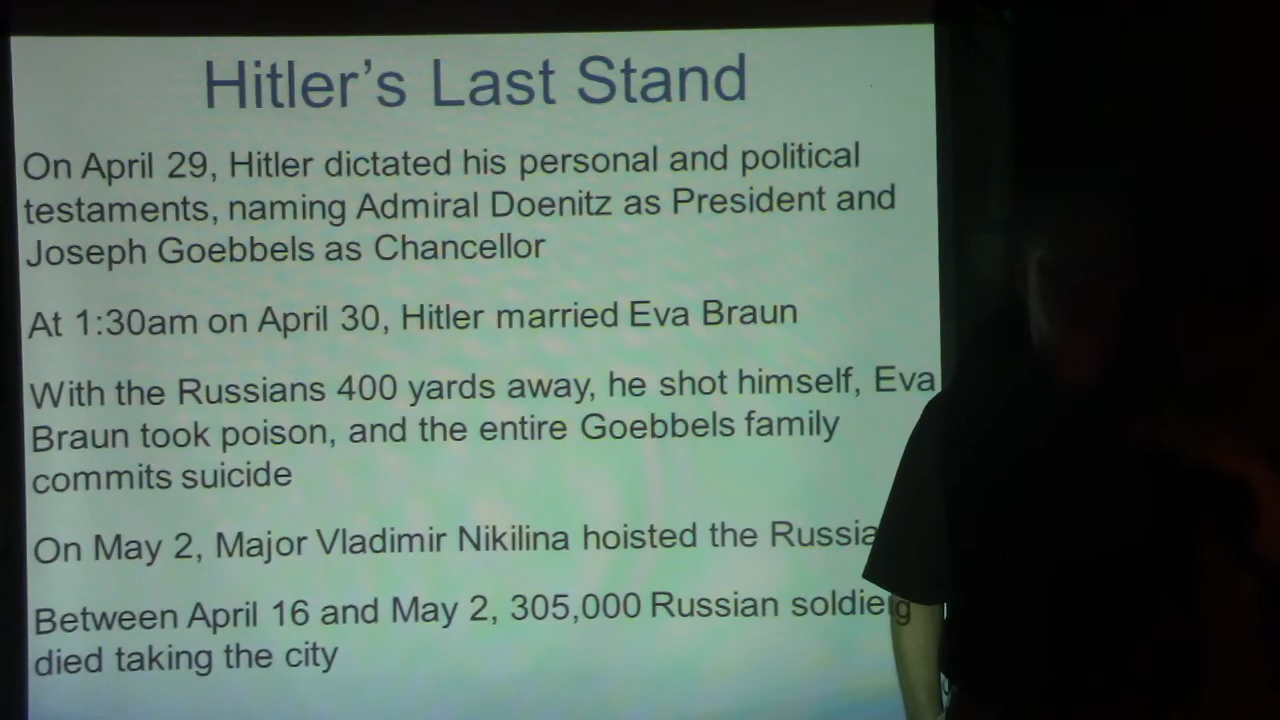 Hitler's Last Stand
On April 29, Hitler dictated his personal and political
testaments, naming Admiral Doenitz as President and
Joseph Goebbels as Chancellor
At 1:30am on April 30, Hitler married Eva Braun
With the Russians 400 yards away, he shot himself, Eva
Braun took poison, and the entire Goebbels family
commits suicide
On May 2, Major Vladimir Nikilina hoisted the Russia
Between April 16 and May 2, 305,000 Russian soldie
died taking the city